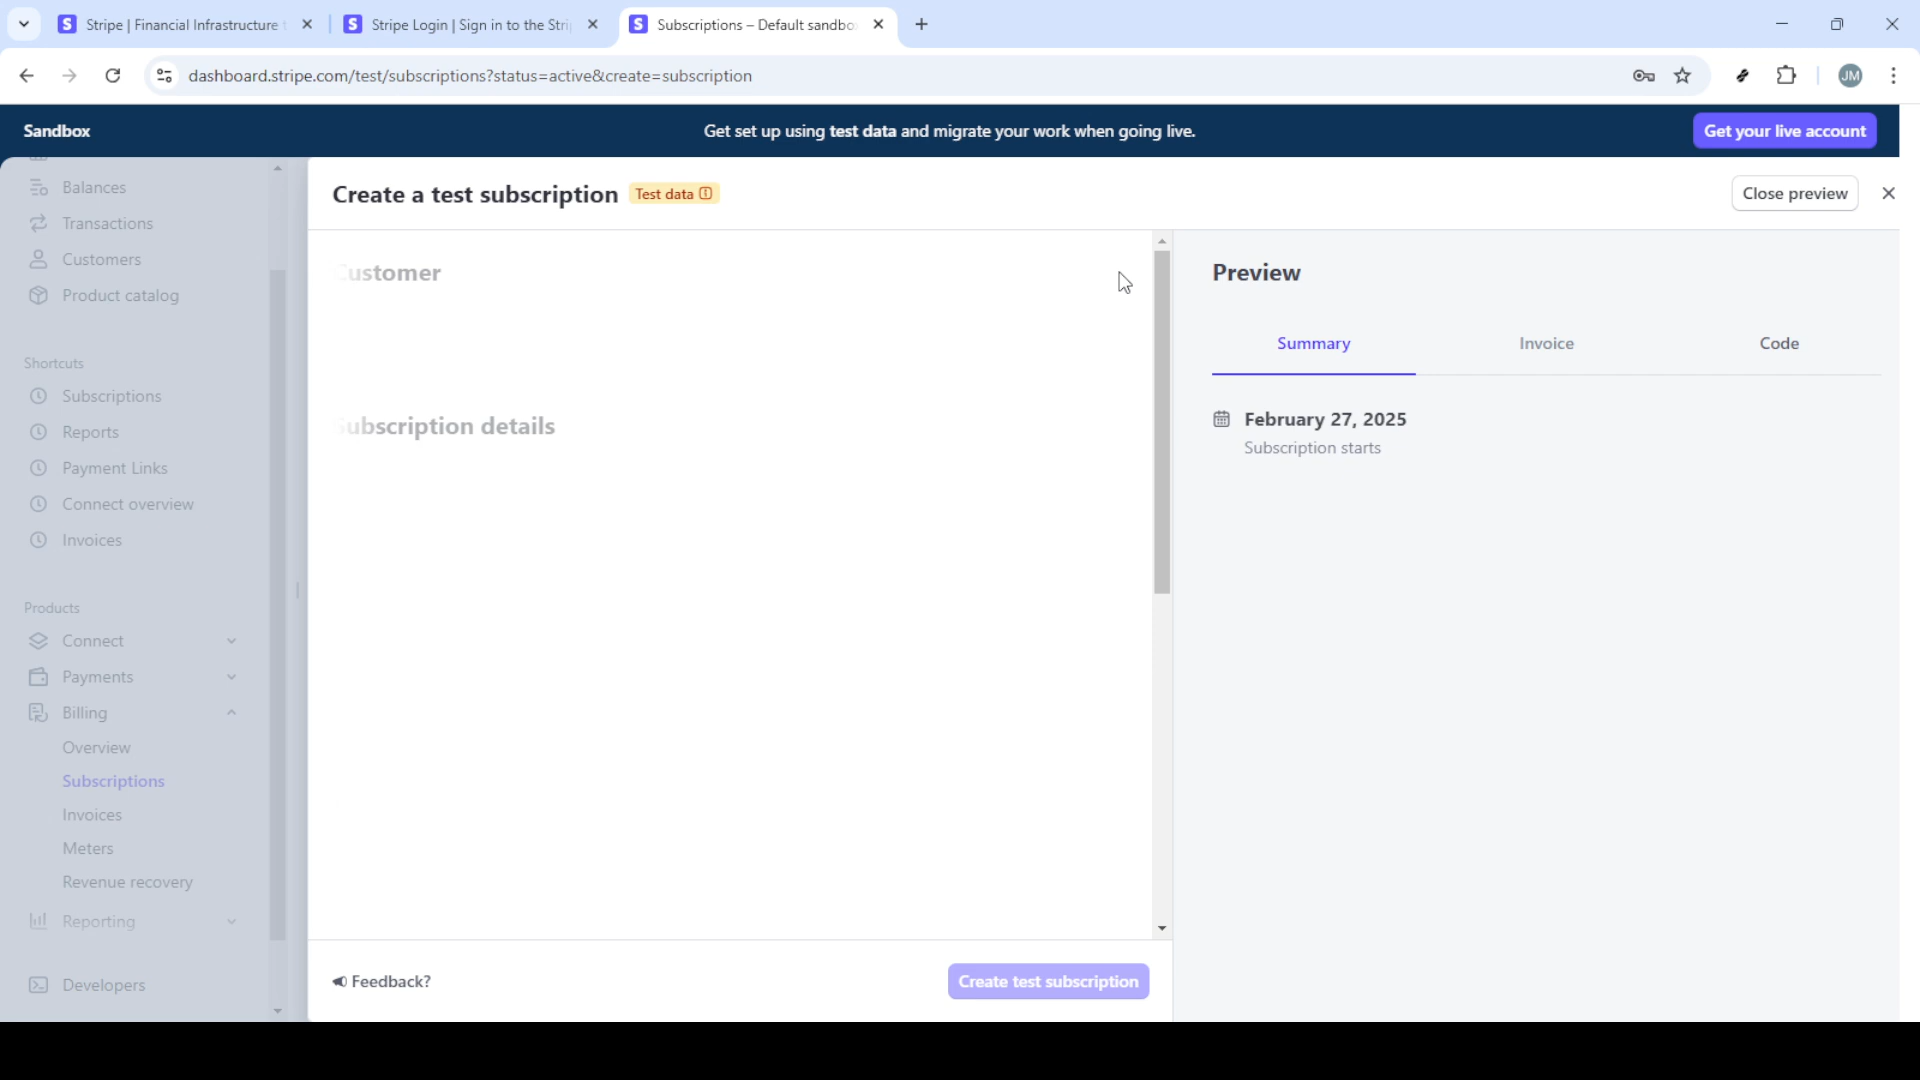 Stripe | Financial Infrastructure
Stripe Login | Sign in to the Stri
Subscriptions – Default sandbo
dashboard.stripe.com/test/subscriptions?status=active&create=subscription
JM
Sandbox
Get set up using test data and migrate your work when going live.
Get your live account
Balances
Transactions
Customers
Product catalog
Shortcuts
Subscriptions
Reports
Payment Links
Connect overview
Invoices
Products
Connect
Payments
Billing
Overview
Subscriptions
Invoices
Meters
Revenue recovery
Reporting
Developers
Create a test subscription
Test data
Close preview
Customer
Subscription details
Feedback?
Create test subscription
Preview
Summary
Invoice
Code
February 27, 2025
Subscription starts